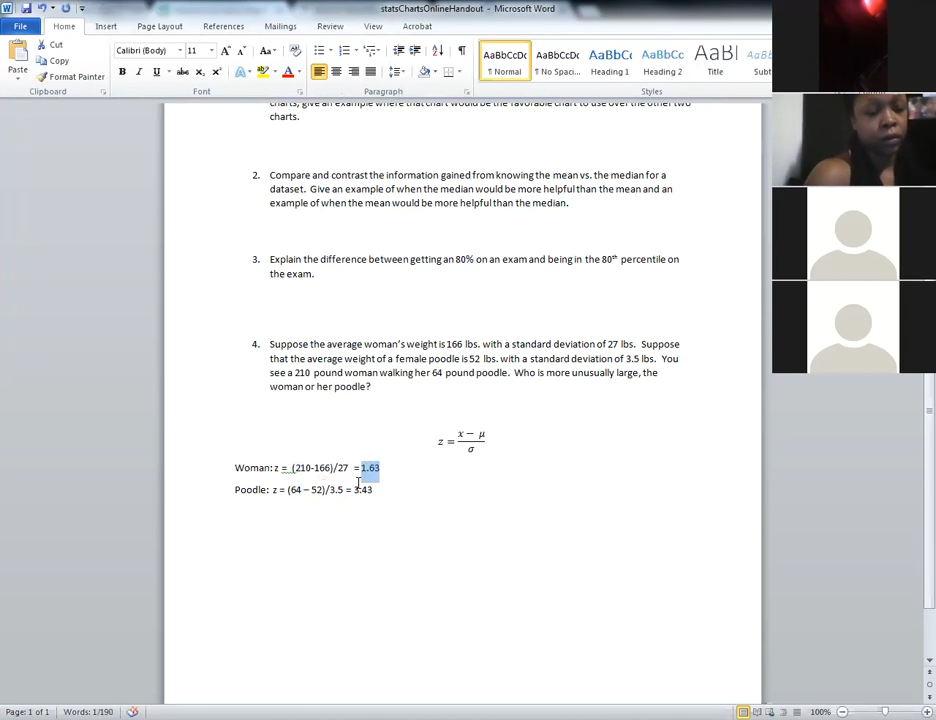 statsChartsOnlineHandout - Microsoft Word
File Home Insert Page Layout References Mailings Review View
Cut
Copy
Format Painter
Paste
Clipboard
Calibri (Body) 11
Font
Paragraph
AaBbCcDc AaBbCcDc AaBbC( AaBbCc AaBl AaBbCc.
¶ Normal ¶ No Spaci... Heading 1 Heading 2 Title Subt
Styles
charts, give an example where that chart would be the favorable chart to use over the other two
charts.
2. Compare and contrast the information gained from knowing the mean vs. the median for a
dataset. Give an example of when the median would be more helpful than the mean and an
example of when the mean would be more helpful than the median.
3. Explain the difference between getting an 80% on an exam and being in the 80th percentile on
the exam.
4. Suppose the average woman's weight is 166 lbs. with a standard deviation of 27 lbs. Suppose
that the average weight of a female poodle is 52 lbs. with a standard deviation of 3.5 lbs. You
see a 210 pound woman walking her 64 pound poodle. Who is more unusually large, the
woman or her poodle?
z = x − μ
σ
Woman: z = (210-166)/27 = 1.63
Poodle: z = (64 – 52)/3.5 = 3.43
Page: 1 of 1 Words: 1/190 100%